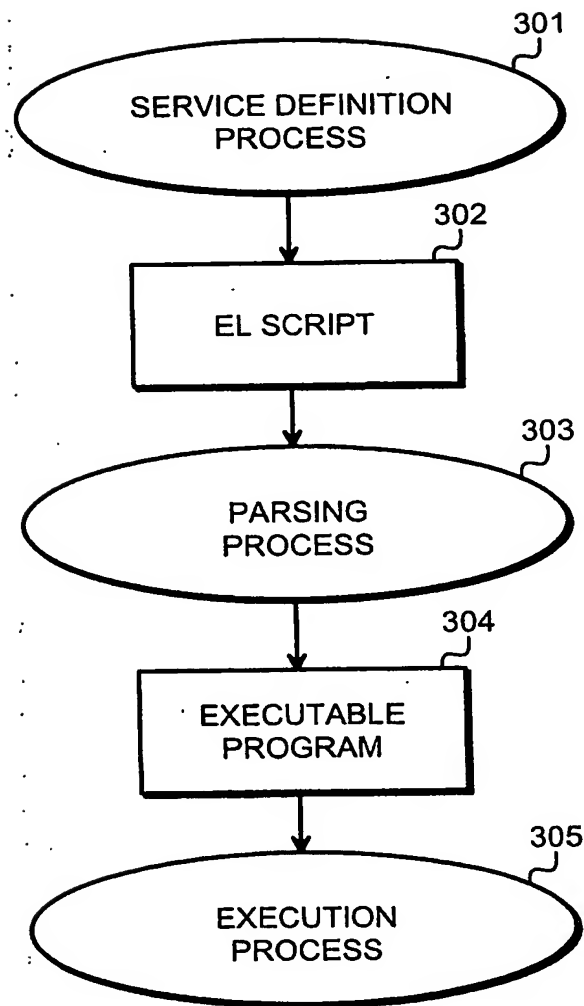 301
SERVICE DEFINITION
PROCESS
302
EL SCRIPT
303
PARSING
PROCESS
304
EXECUTABLE
PROGRAM
305
EXECUTION
PROCESS